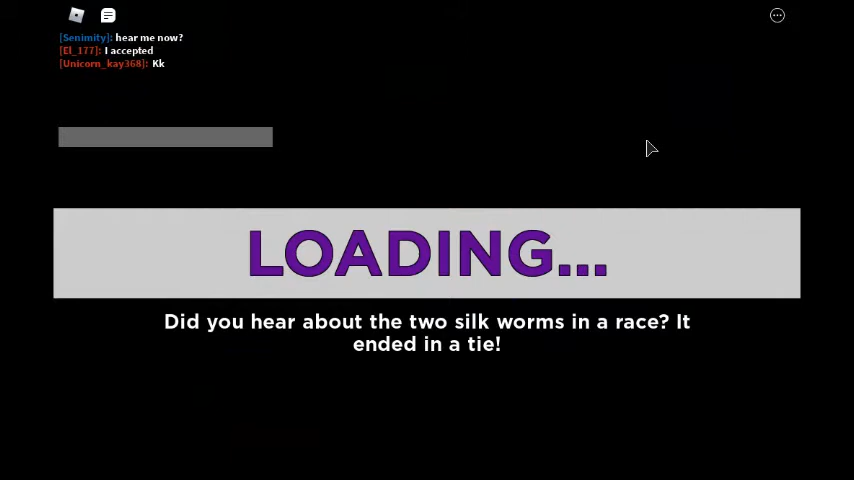 [Senimity]: hear me now?
[El_177]: I accepted
[Unicorn_kay368]: Kk
LOADING...
Did you hear about the two silk worms in a race? It
ended in a tie!